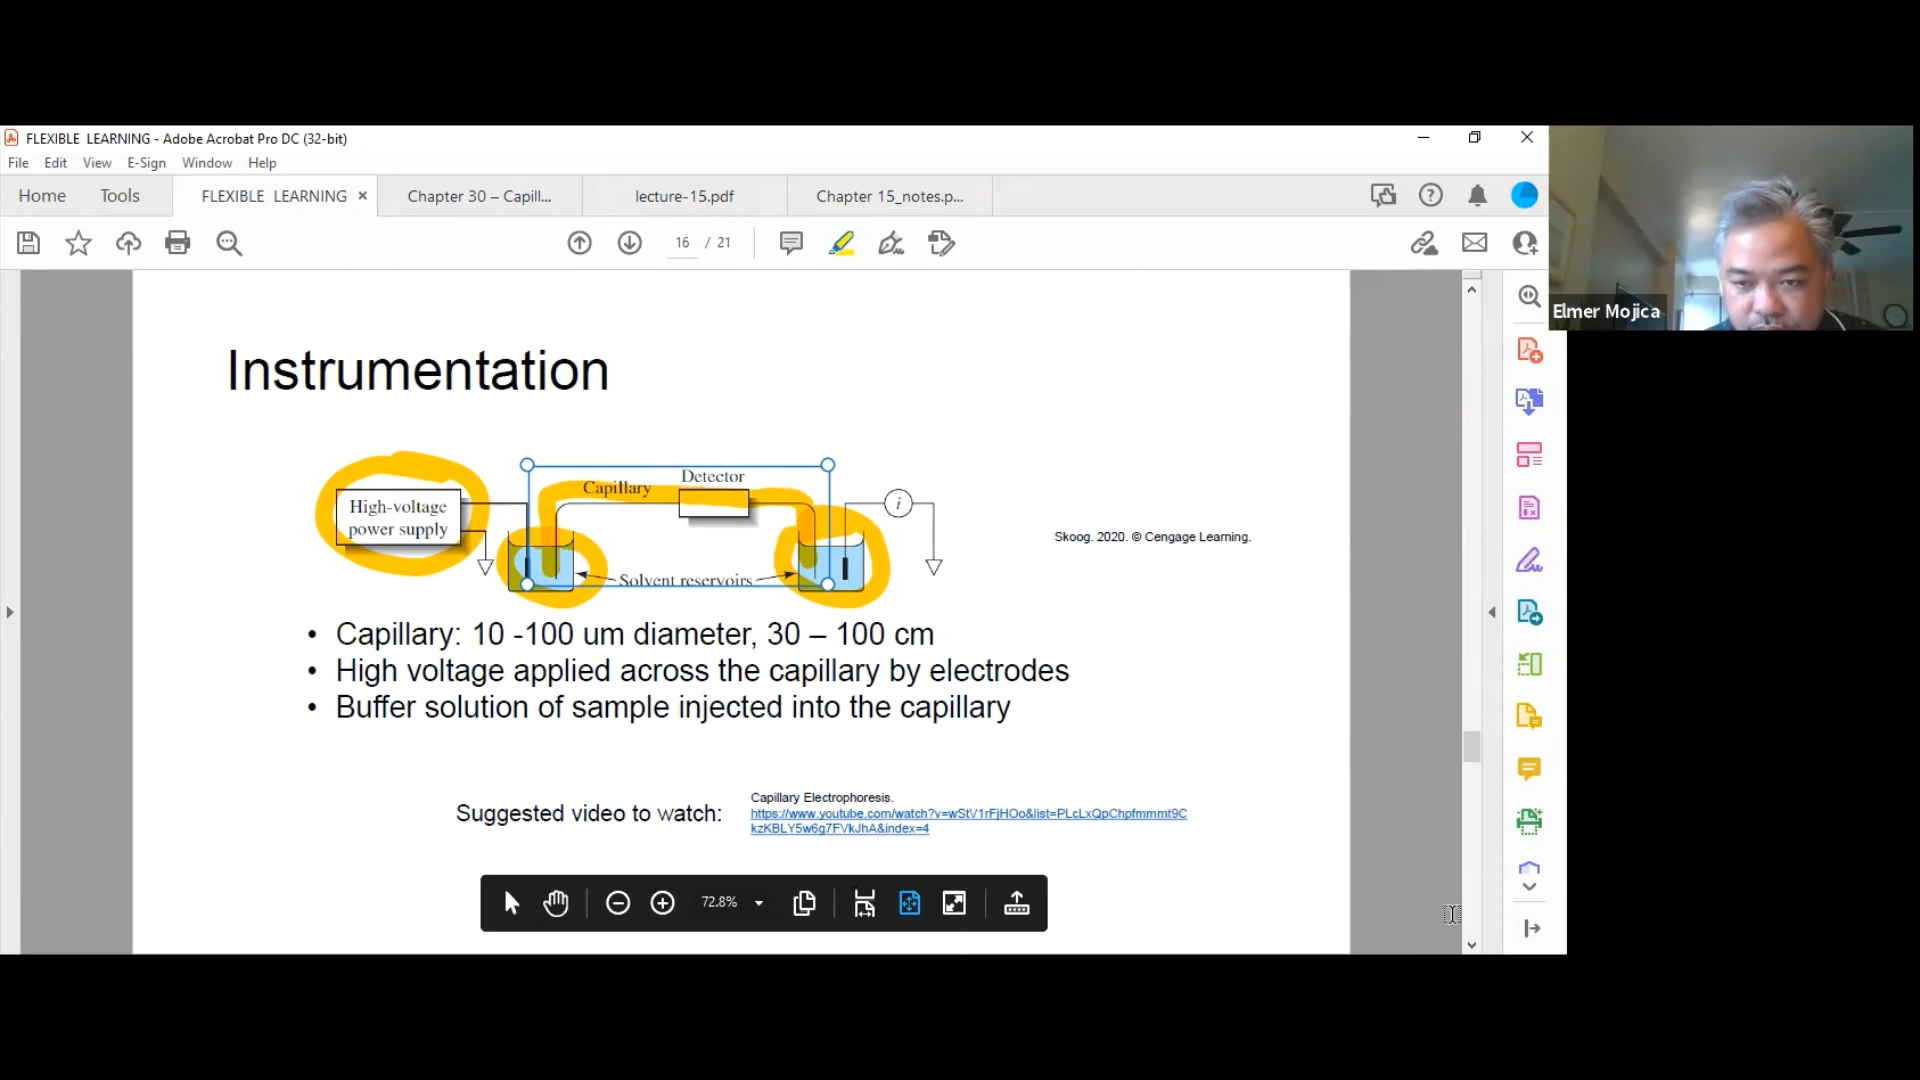 FLEXIBLE LEARNING - Adobe Acrobat Pro DC (32-bit)
File Edit View E-Sign Window Help
Home Tools FLEXIBLE LEARNING × Chapter 30 – Capill... lecture-15.pdf Chapter 15_notes.p...
16 / 21
Elmer Mojica
Instrumentation
Detector
Capillary
High-voltage
power supply
i
Solvent reservoirs
Skoog. 2020. © Cengage Learning.
• Capillary: 10 -100 um diameter, 30 – 100 cm
• High voltage applied across the capillary by electrodes
• Buffer solution of sample injected into the capillary
Suggested video to watch:
Capillary Electrophoresis.
https://www.youtube.com/watch?v=wStV1rFjHOo&list=PLcLxQpChpfmmmt9C
kzKBLY5w6g7FVkJhA&index=4
72.8%